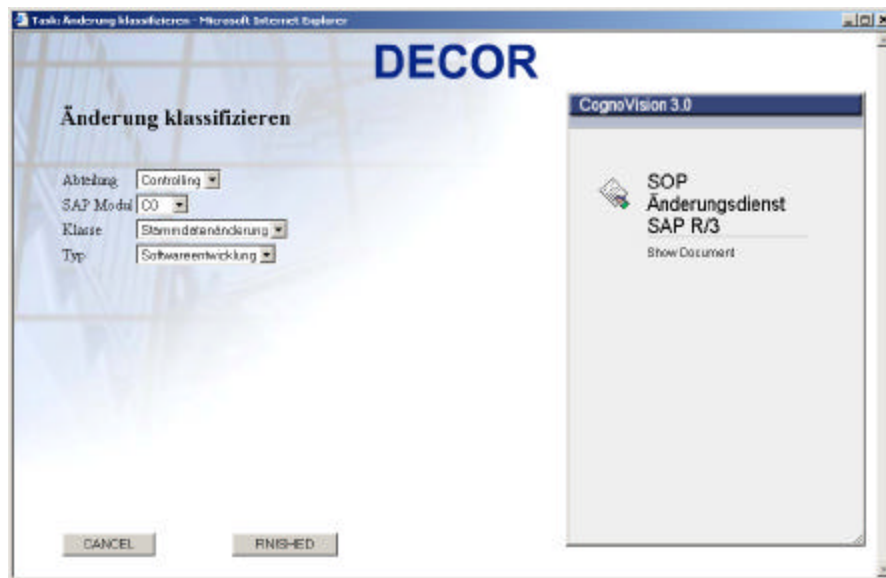 Task: Änderung klassifizieren - Microsoft Internet Explorer
DECOR
Änderung klassifizieren
Abteilung Controlling
SAP Modul CO
Klasse Stammdatenänderung
Typ Softwareentwicklung
CANCEL FINISHED
CognoVision 3.0
SOP
Änderungsdienst
SAP R/3
Show Document